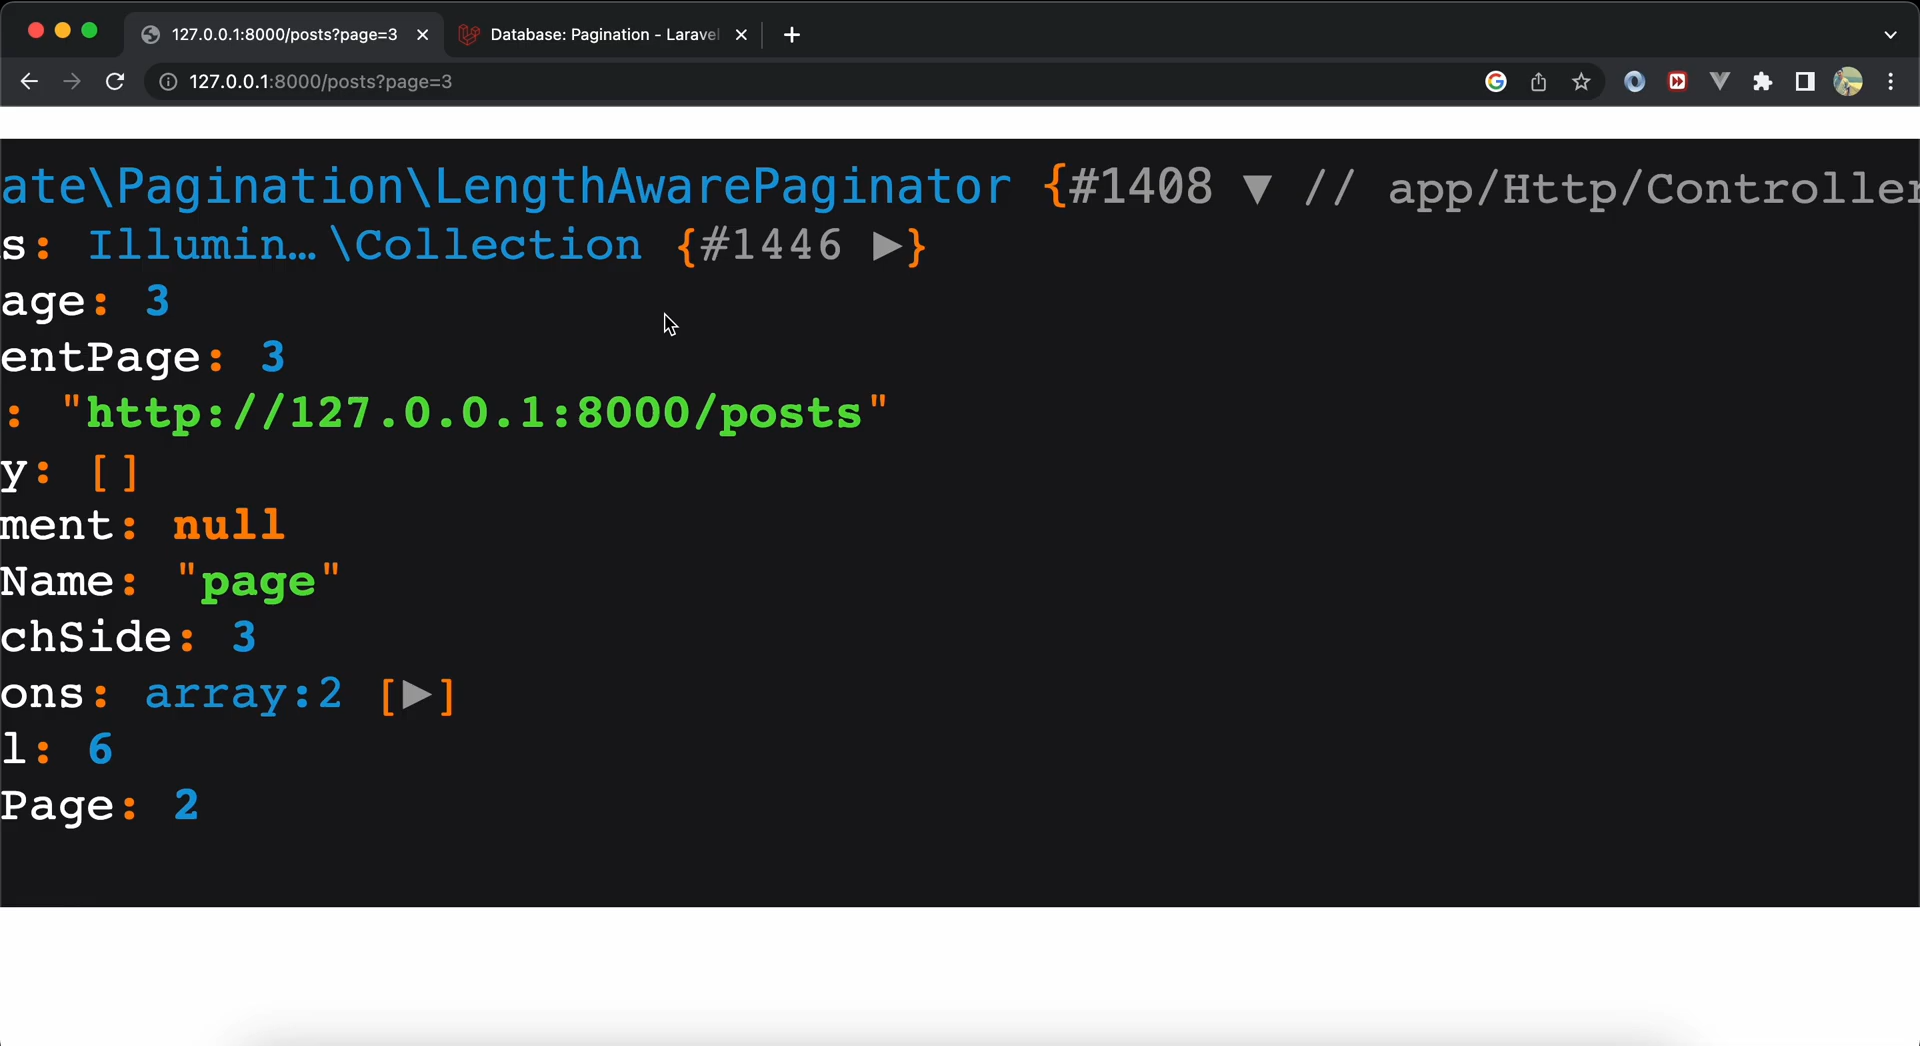 127.0.0.1:8000/posts?page=3
Database: Pagination - Laravel
127.0.0.1:8000/posts?page=3
ate\Pagination\LengthAwarePaginator {#1408 ▼ // app/Http/Controller
s: Illumin…\Collection {#1446 ▶}
age: 3
entPage: 3
: "http://127.0.0.1:8000/posts"
y: []
ment: null
Name: "page"
chSide: 3
ons: array:2 [▶]
l: 6
Page: 2